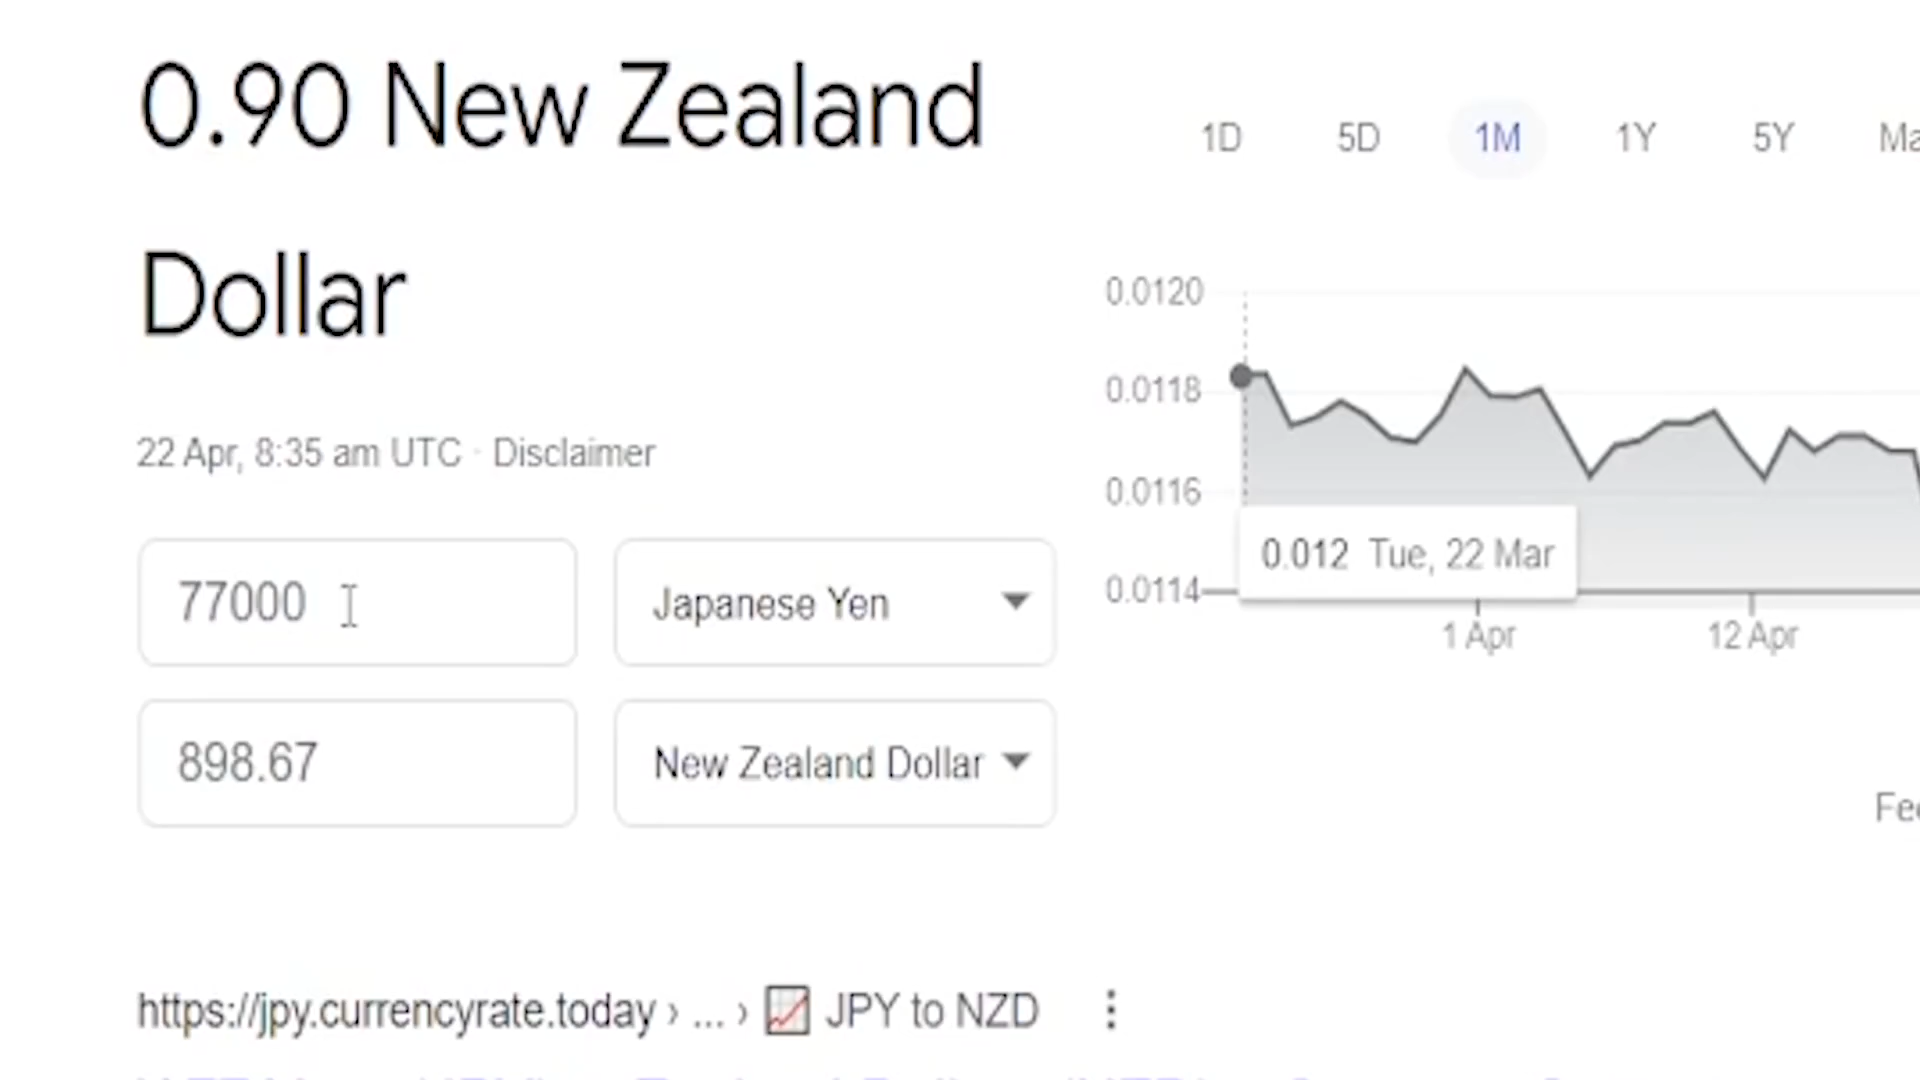 0.90 New Zealand
Dollar
22 Apr, 8:35 am UTC · Disclaimer
77000
Japanese Yen
898.67
New Zealand Dollar
1D 5D 1M 1Y 5Y
0.0120
0.0118
0.0116
0.0114
0.012 Tue, 22 Mar
1 Apr
12 Apr
https://jpy.currencyrate.today › ... › 📈 JPY to NZD